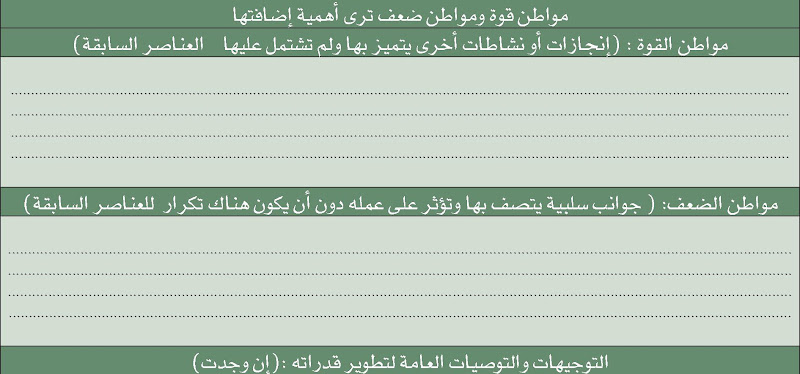 مواطن قوة ومواطن ضعف ترى أهمية إضافتها
مواطن القوة : (إنجازات أو نشاطات أخرى يتميز بها ولم تشتمل عليها العناصر السابقة)
مواطن الضعف: ( جوانب سلبية يتصف بها وتؤثر على عمله دون أن يكون هناك تكرار للعناصر السابقة)
التوجيهات والتوصيات العامة لتطوير قدراته :(إن وجدت)